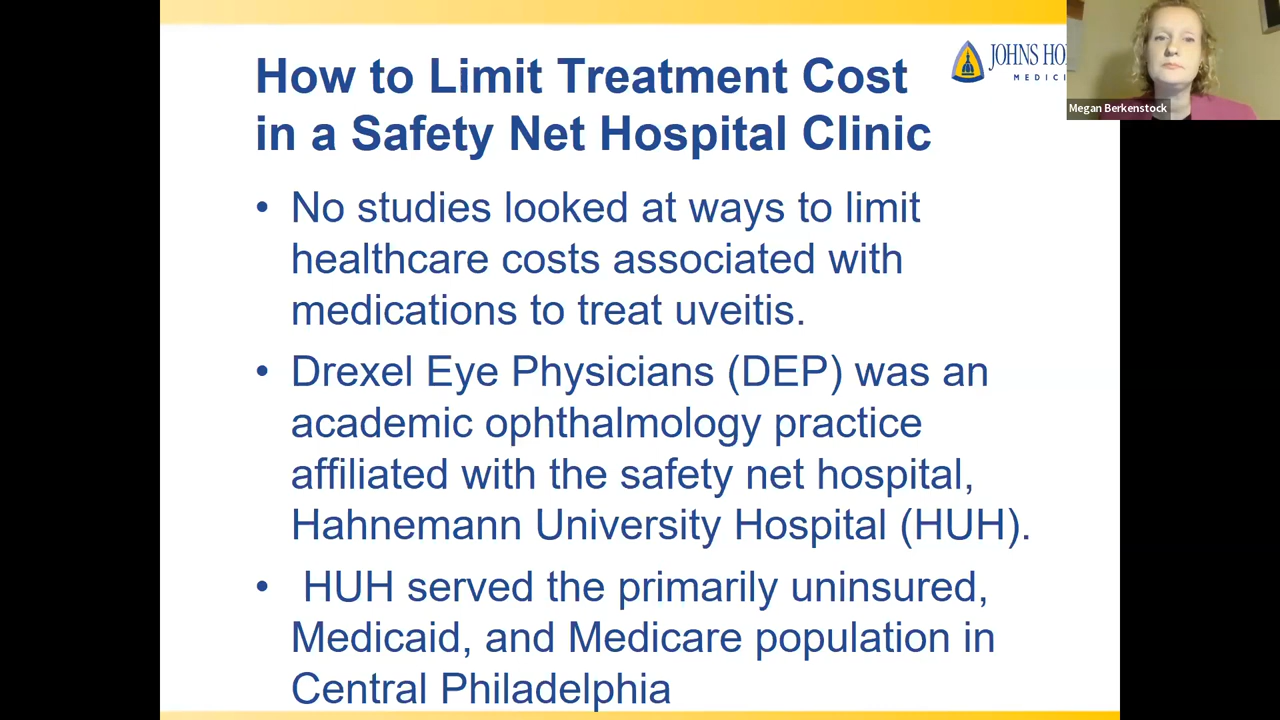 How to Limit Treatment Cost
in a Safety Net Hospital Clinic
JOHNS
MEDICI
Megan Berkenstock
• No studies looked at ways to limit
healthcare costs associated with
medications to treat uveitis.
• Drexel Eye Physicians (DEP) was an
academic ophthalmology practice
affiliated with the safety net hospital,
Hahnemann University Hospital (HUH).
• HUH served the primarily uninsured,
Medicaid, and Medicare population in
Central Philadelphia